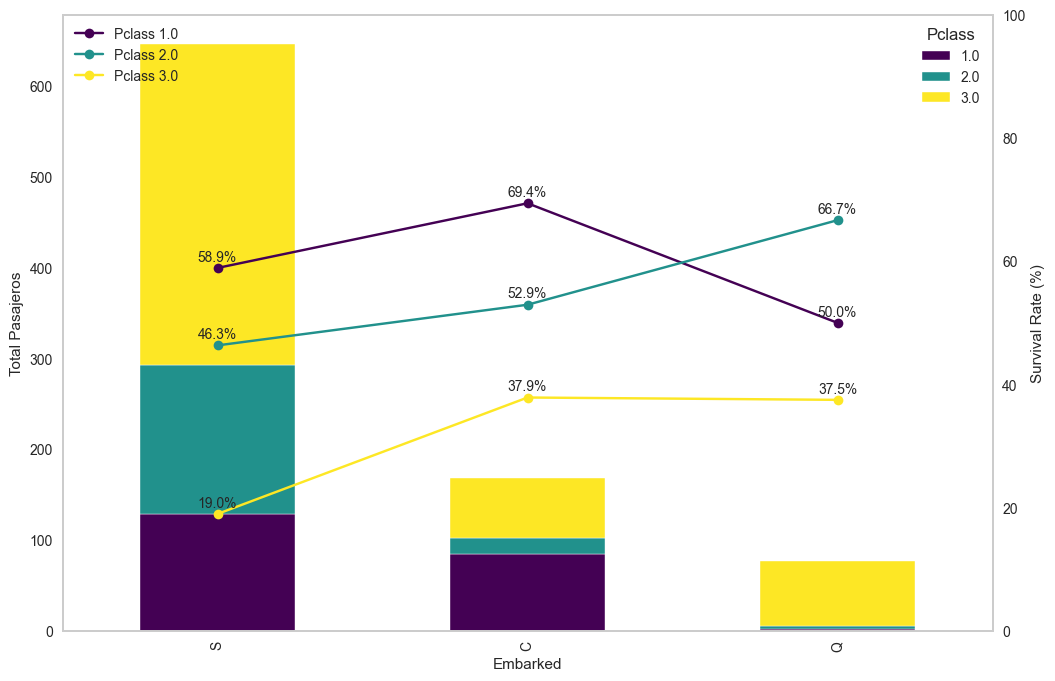 Pclass 1.0
Pclass 2.0
Pclass 3.0
Pclass
1.0
2.0
3.0
Total Pasajeros
600
500
400
300
200
100
0
Survival Rate (%)
100
80
60
40
20
0
58.9%
69.4%
50.0%
46.3%
52.9%
66.7%
19.0%
37.9%
37.5%
S
C
Q
Embarked